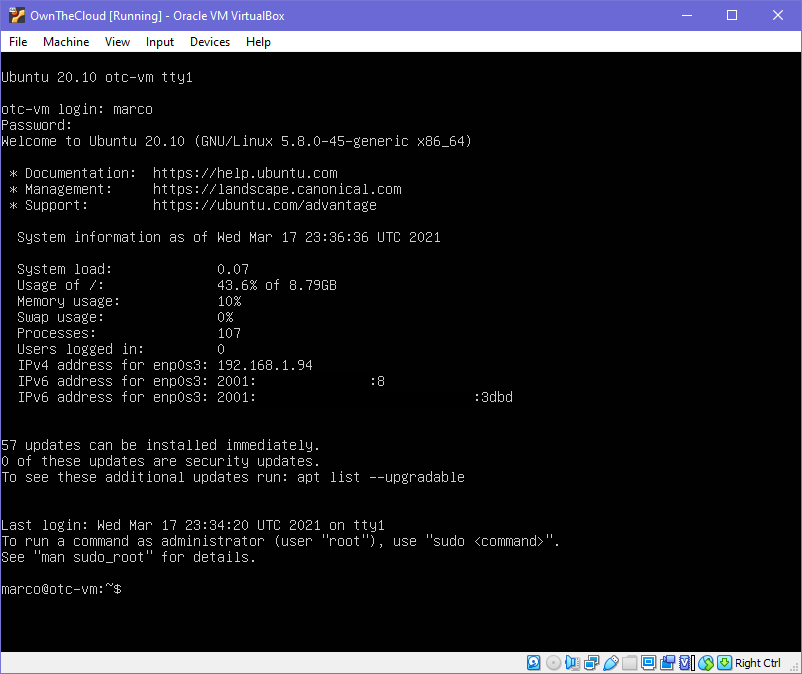 OwnTheCloud [Running] - Oracle VM VirtualBox
File Machine View Input Devices Help
Ubuntu 20.10 otc-vm tty1
otc-vm login: marco
Password:
Welcome to Ubuntu 20.10 (GNU/Linux 5.8.0-45-generic x86_64)
* Documentation: https://help.ubuntu.com
* Management: https://landscape.canonical.com
* Support: https://ubuntu.com/advantage
System information as of Wed Mar 17 23:36:36 UTC 2021
System load: 0.07
Usage of /: 43.6% of 8.79GB
Memory usage: 10%
Swap usage: 0%
Processes: 107
Users logged in: 0
IPv4 address for enp0s3: 192.168.1.94
IPv6 address for enp0s3: 2001: :8
IPv6 address for enp0s3: 2001: :3dbd
57 updates can be installed immediately.
0 of these updates are security updates.
To see these additional updates run: apt list --upgradable
Last login: Wed Mar 17 23:34:20 UTC 2021 on tty1
To run a command as administrator (user "root"), use "sudo <command>".
See "man sudo_root" for details.
marco@otc-vm:~$
Right Ctrl